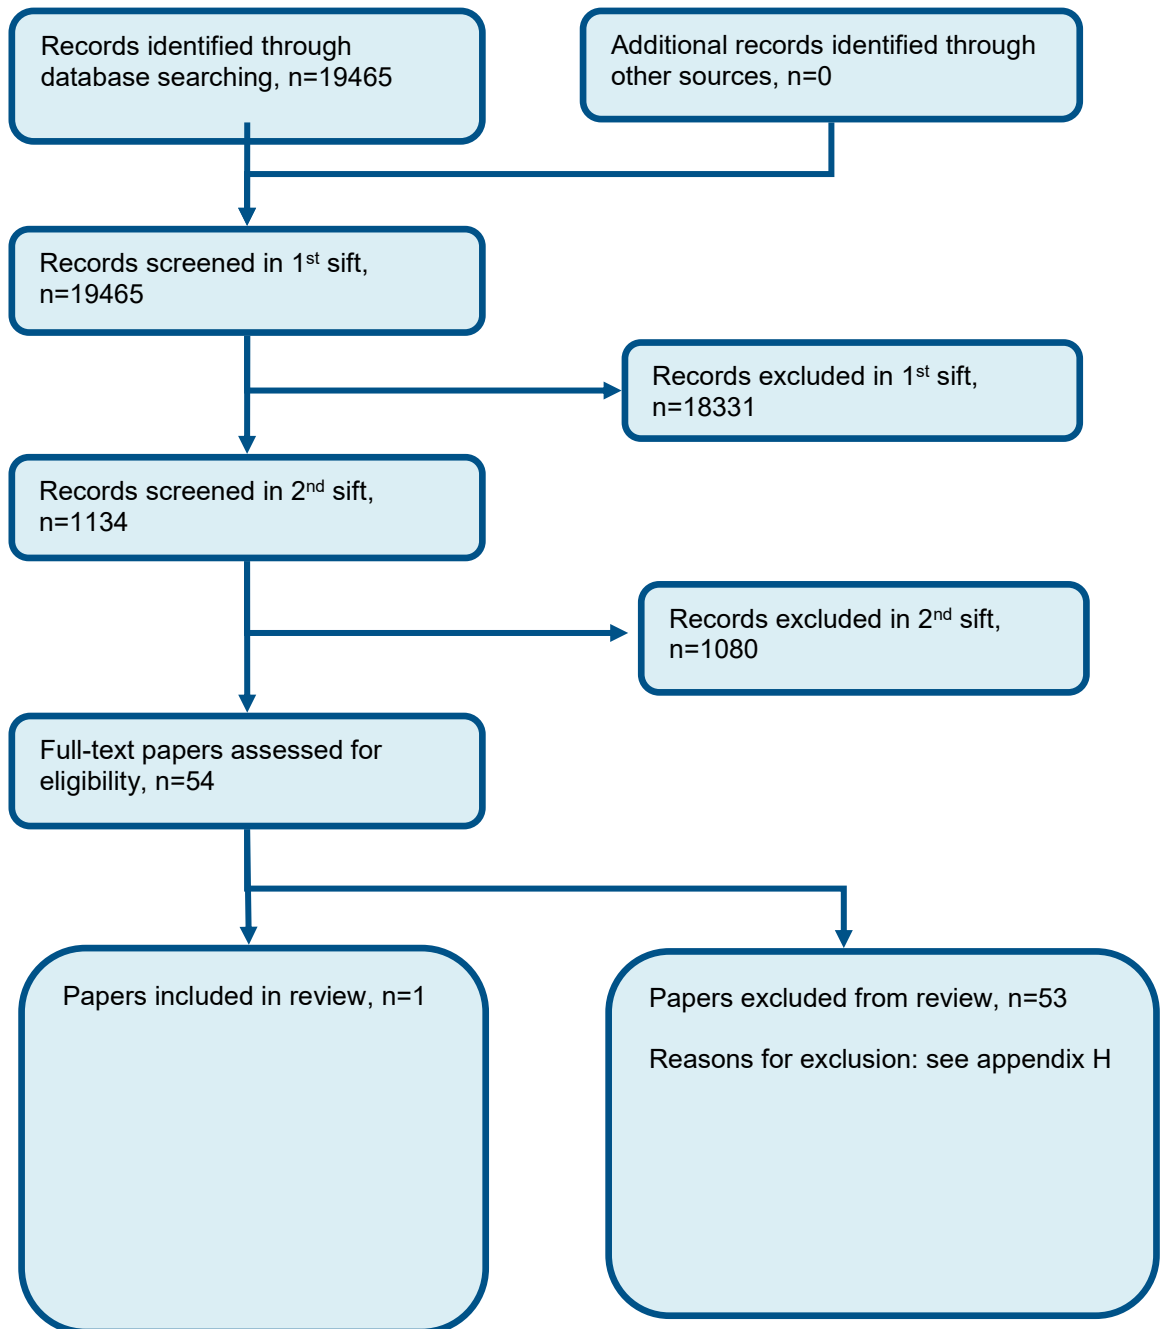 Records identified through
database searching, n=19465
Additional records identified through
other sources, n=0
Records screened in 1st sift,
n=19465
Records excluded in 1st sift,
n=18331
Records screened in 2nd sift,
n=1134
Records excluded in 2nd sift,
n=1080
Full-text papers assessed for
eligibility, n=54
Papers included in review, n=1
Papers excluded from review, n=53
Reasons for exclusion: see appendix H